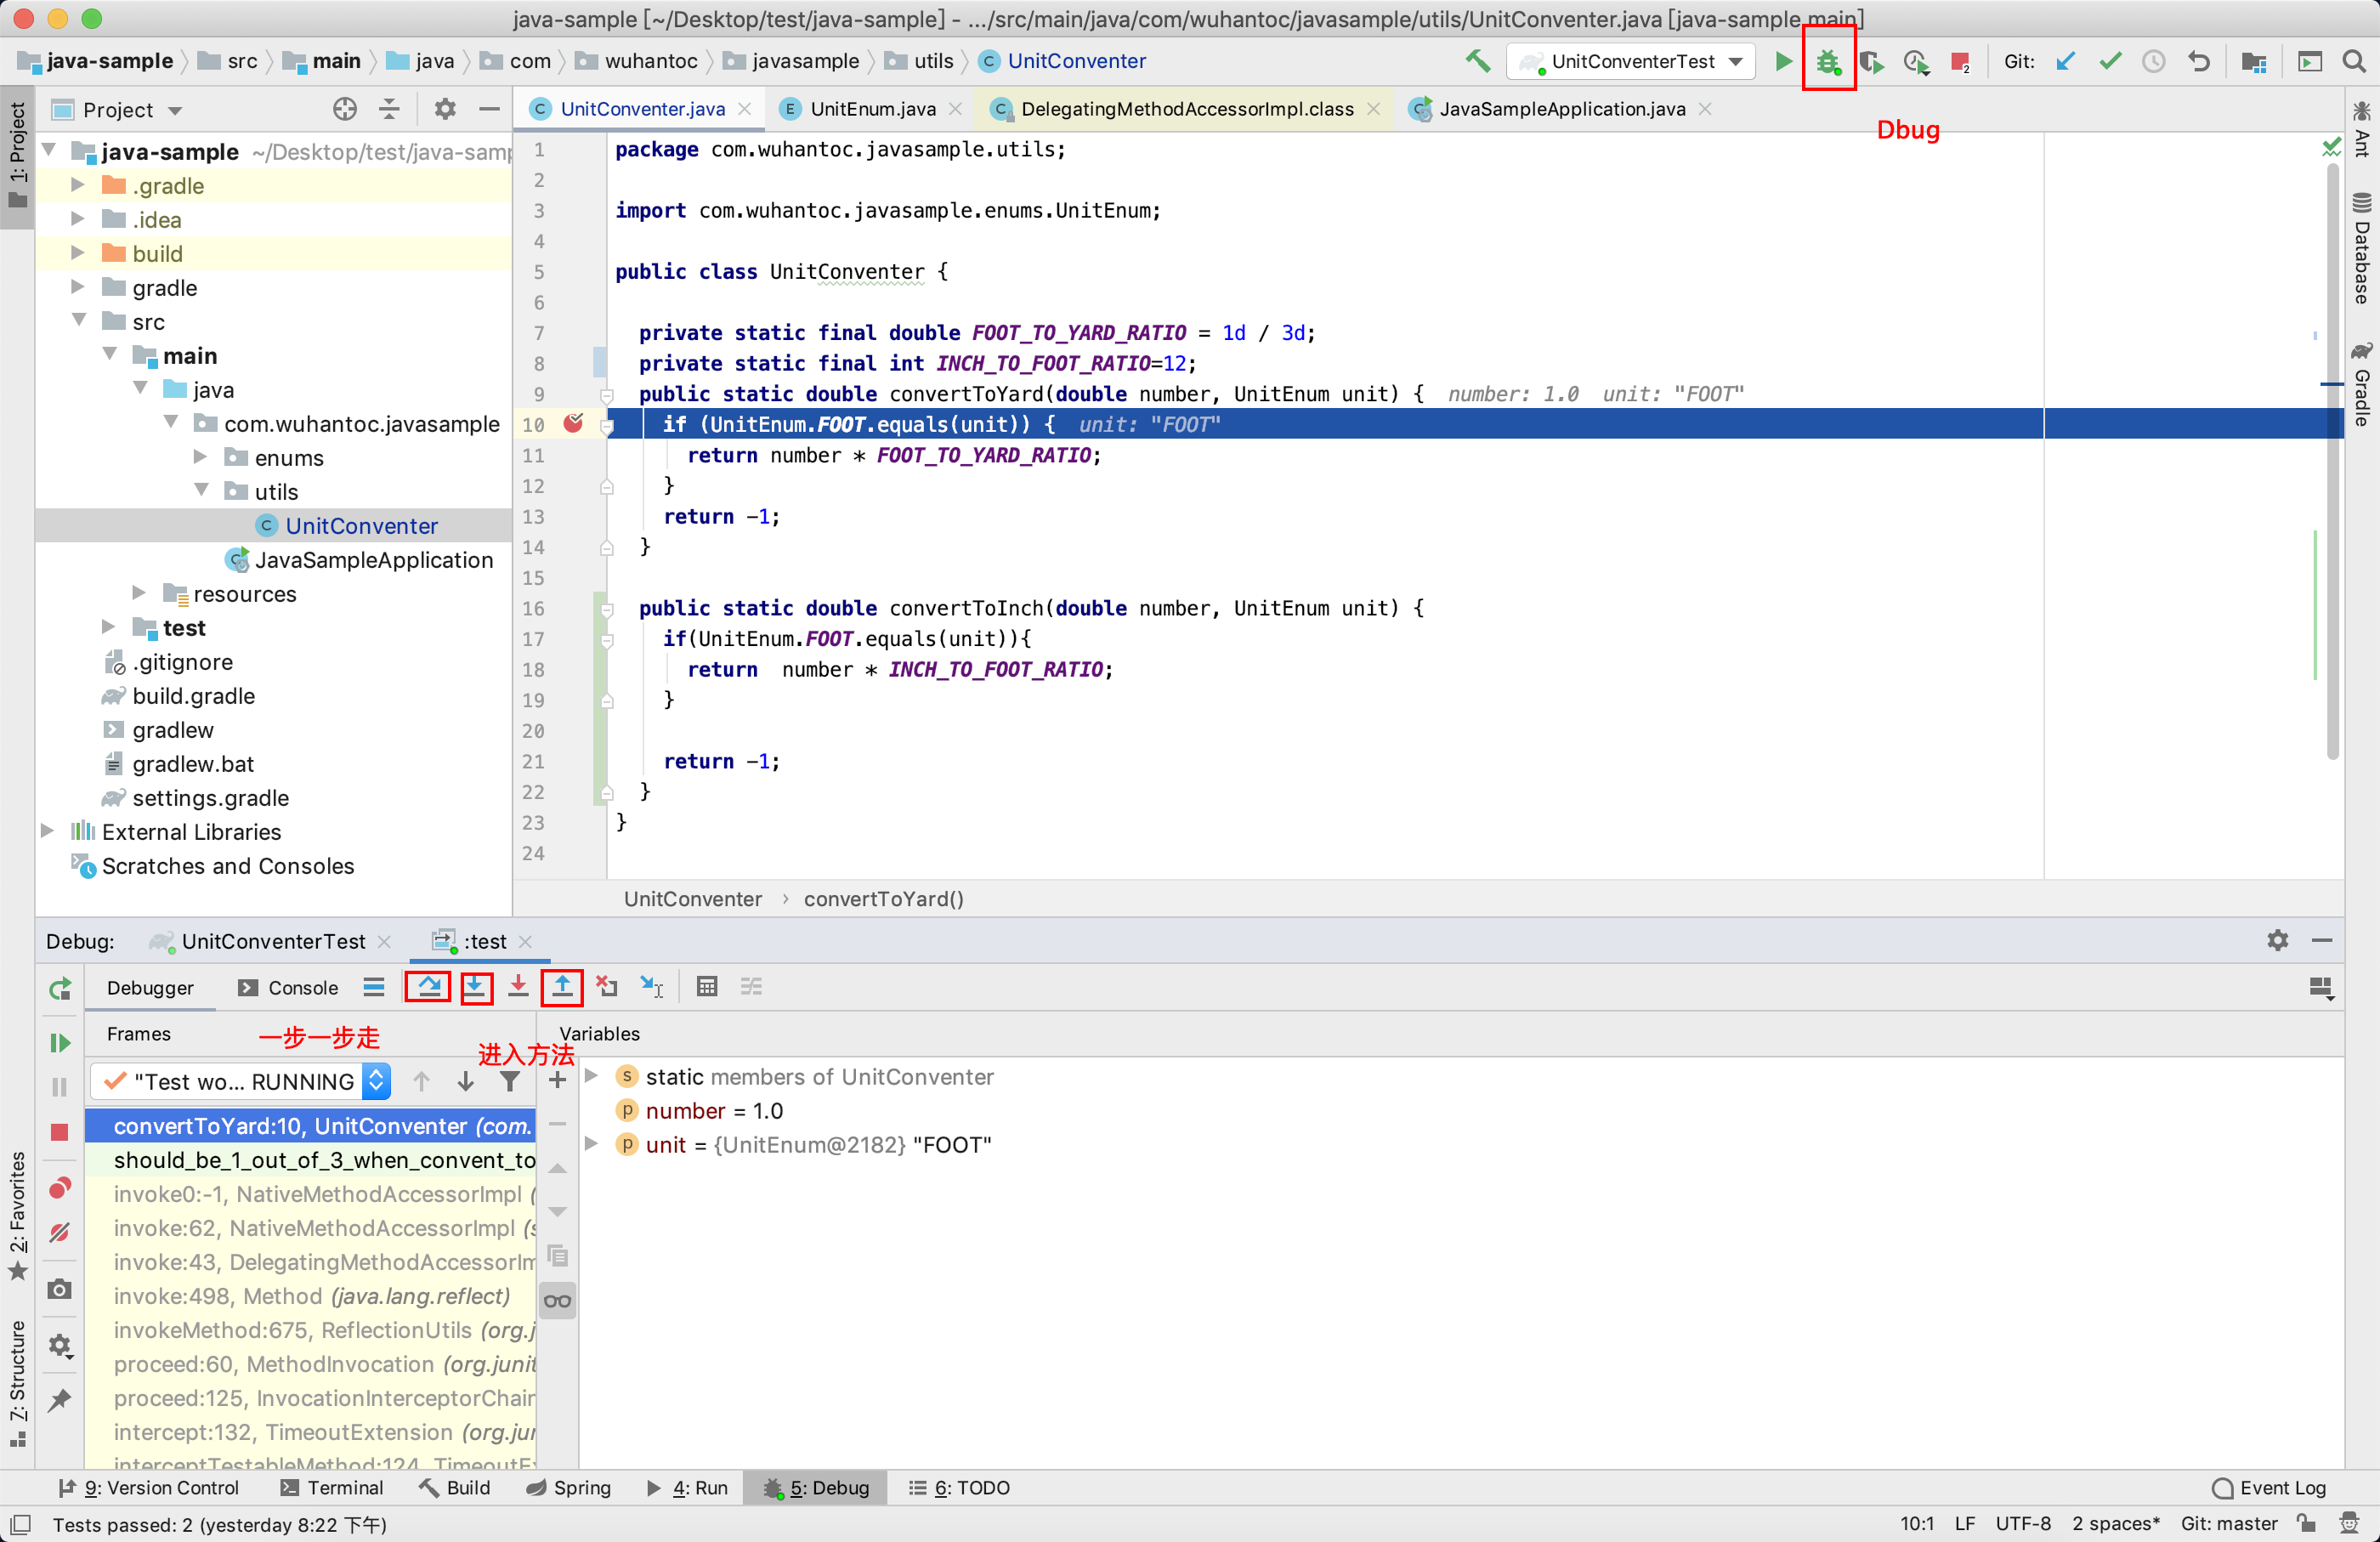 java-sample [~/Desktop/test/java-sample] - .../src/main/java/com/wuhantoc/javasample/utils/UnitConventer.java [java-sample.main]
java-sample src main java com wuhantoc javasample utils UnitConventer UnitConventerTest 2 Git:
Project UnitConventer.java UnitEnum.java DelegatingMethodAccessorImpl.class JavaSampleApplication.java
Dbug
1: Project
2: Favorites
7: Structure
Ant
Database
Gradle
java-sample ~/Desktop/test/java-samp
.gradle
.idea
build
gradle
src
main
java
com.wuhantoc.javasample
enums
utils
UnitConventer
JavaSampleApplication
resources
test
.gitignore
build.gradle
gradlew
gradlew.bat
settings.gradle
External Libraries
Scratches and Consoles
1 package com.wuhantoc.javasample.utils;
2
3 import com.wuhantoc.javasample.enums.UnitEnum;
4
5 public class UnitConventer {
6
7 private static final double FOOT_TO_YARD_RATIO = 1d / 3d;
8 private static final int INCH_TO_FOOT_RATIO=12;
9 public static double convertToYard(double number, UnitEnum unit) { number: 1.0 unit: "FOOT"
10 if (UnitEnum.FOOT.equals(unit)) { unit: "FOOT"
11 return number * FOOT_TO_YARD_RATIO;
12 }
13 return -1;
14 }
15
16 public static double convertToInch(double number, UnitEnum unit) {
17 if(UnitEnum.FOOT.equals(unit)){
18 return number * INCH_TO_FOOT_RATIO;
19 }
20
21 return -1;
22 }
23 }
24
UnitConventer › convertToYard()
Debug: UnitConventerTest :test
Debugger Console
Frames 一步一步走 进入方法 Variables
"Test wo... RUNNING
convertToYard:10, UnitConventer (com.
should_be_1_out_of_3_when_convent_to
invoke0:-1, NativeMethodAccessorImpl (
invoke:62, NativeMethodAccessorImpl (s
invoke:43, DelegatingMethodAccessorIm
invoke:498, Method (java.lang.reflect)
invokeMethod:675, ReflectionUtils (org.j
proceed:60, MethodInvocation (org.junit
proceed:125, InvocationInterceptorChain
intercept:132, TimeoutExtension (org.jun
interceptTestableMethod:124, TimeoutEx
static members of UnitConventer
number = 1.0
unit = {UnitEnum@2182} "FOOT"
9: Version Control Terminal Build Spring 4: Run 5: Debug 6: TODO Event Log
Tests passed: 2 (yesterday 8:22 下午) 10:1 LF UTF-8 2 spaces* Git: master